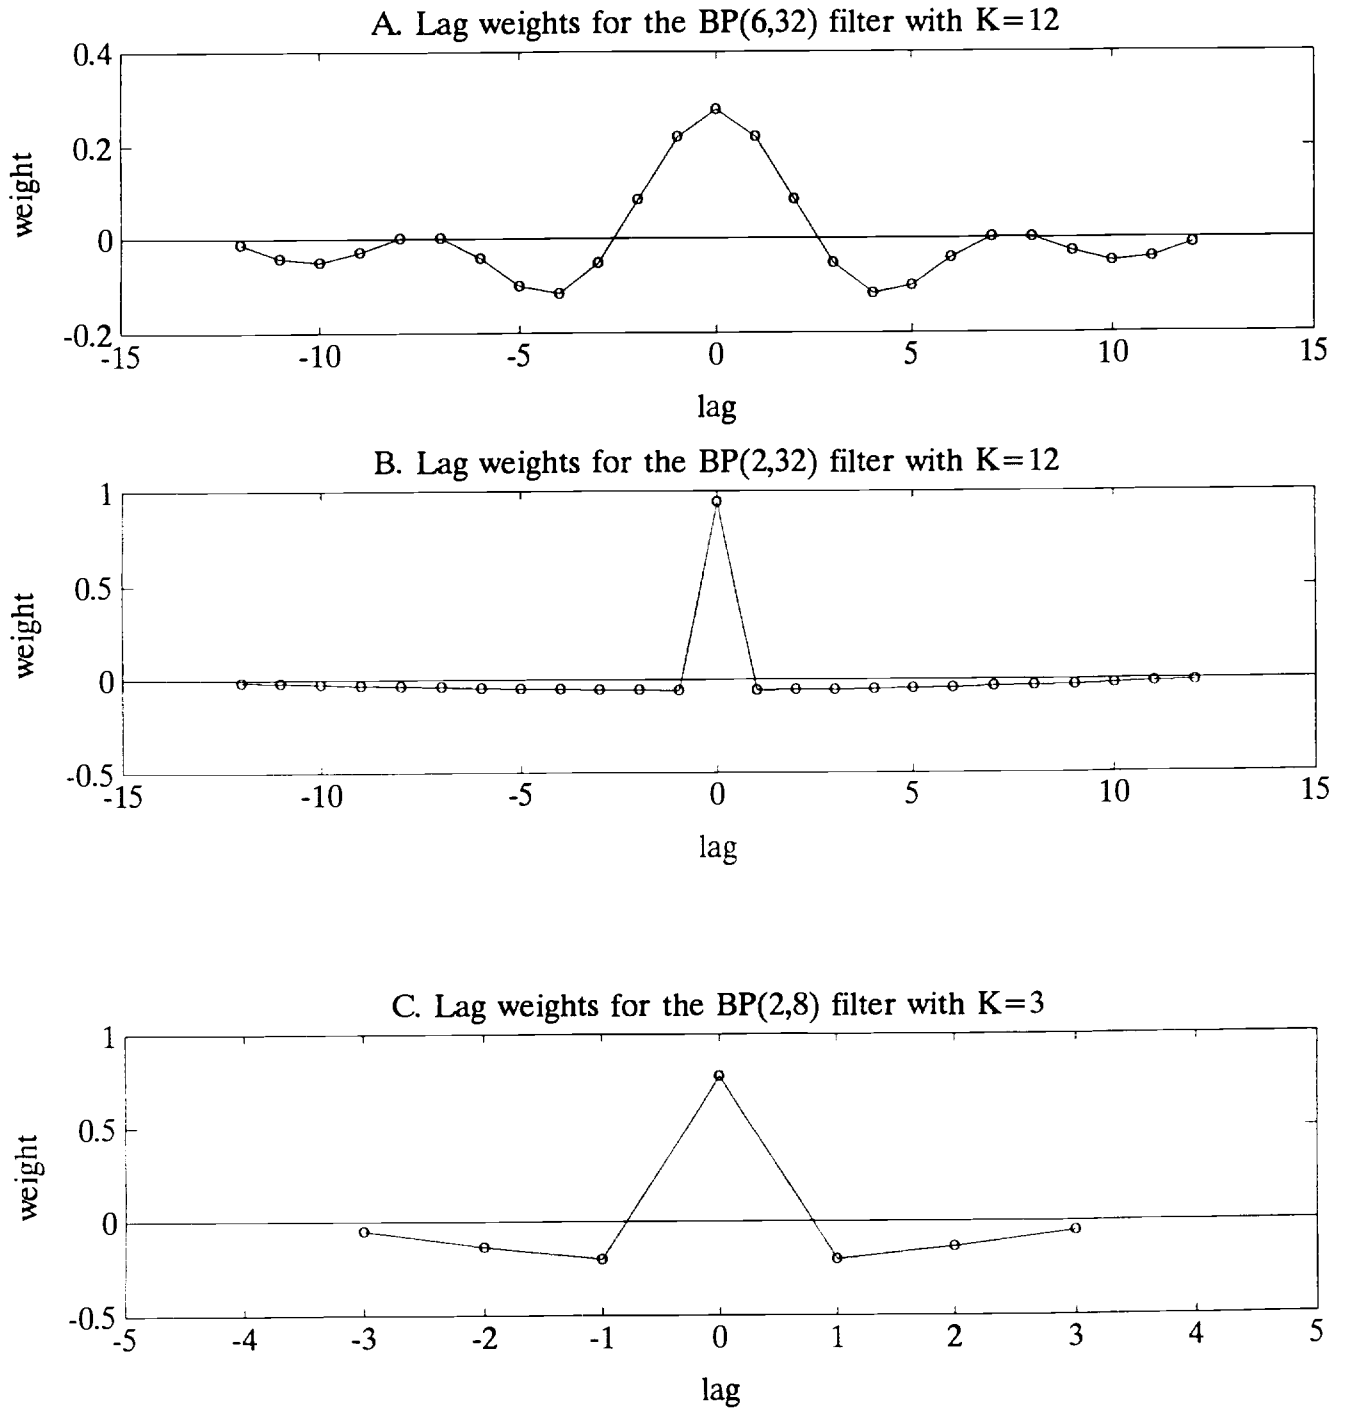 A. Lag weights for the BP(6,32) filter with K=12
0.4
0.2
0
-0.2
weight
-15 -10 -5 0 5 10 15
lag
B. Lag weights for the BP(2,32) filter with K=12
1
0.5
0
-0.5
weight
-15 -10 -5 0 5 10 15
lag
C. Lag weights for the BP(2,8) filter with K=3
1
0.5
0
-0.5
weight
-5 -4 -3 -2 -1 0 1 2 3 4 5
lag